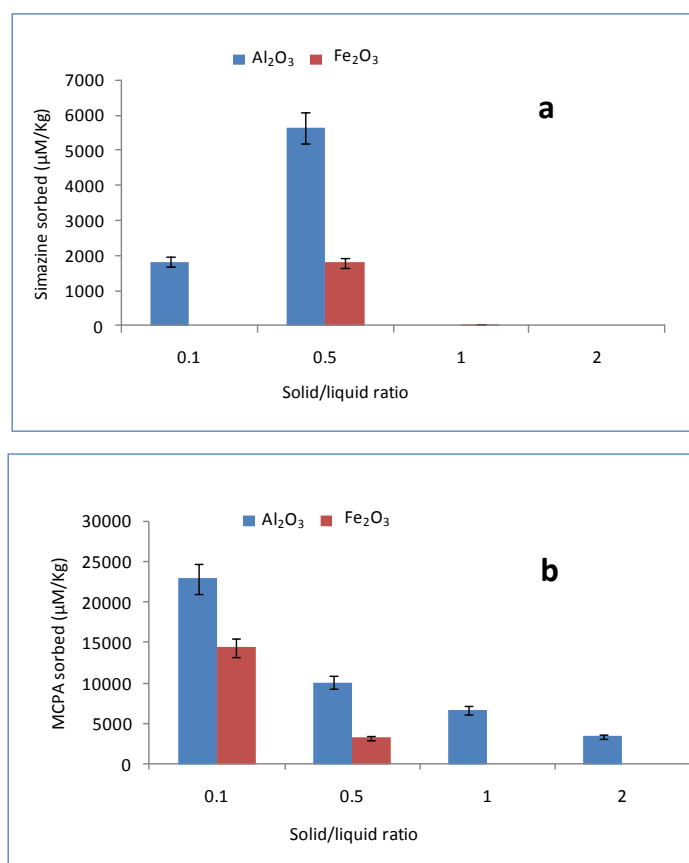 Al₂O₃ Fe₂O₃
7000
6000
5000
4000
3000
2000
1000
0
Simazine sorbed (µM/Kg)
a
0.1 0.5 1 2
Solid/liquid ratio
Al₂O₃ Fe₂O₃
30000
25000
20000
15000
10000
5000
0
MCPA sorbed (µM/Kg)
b
0.1 0.5 1 2
Solid/liquid ratio